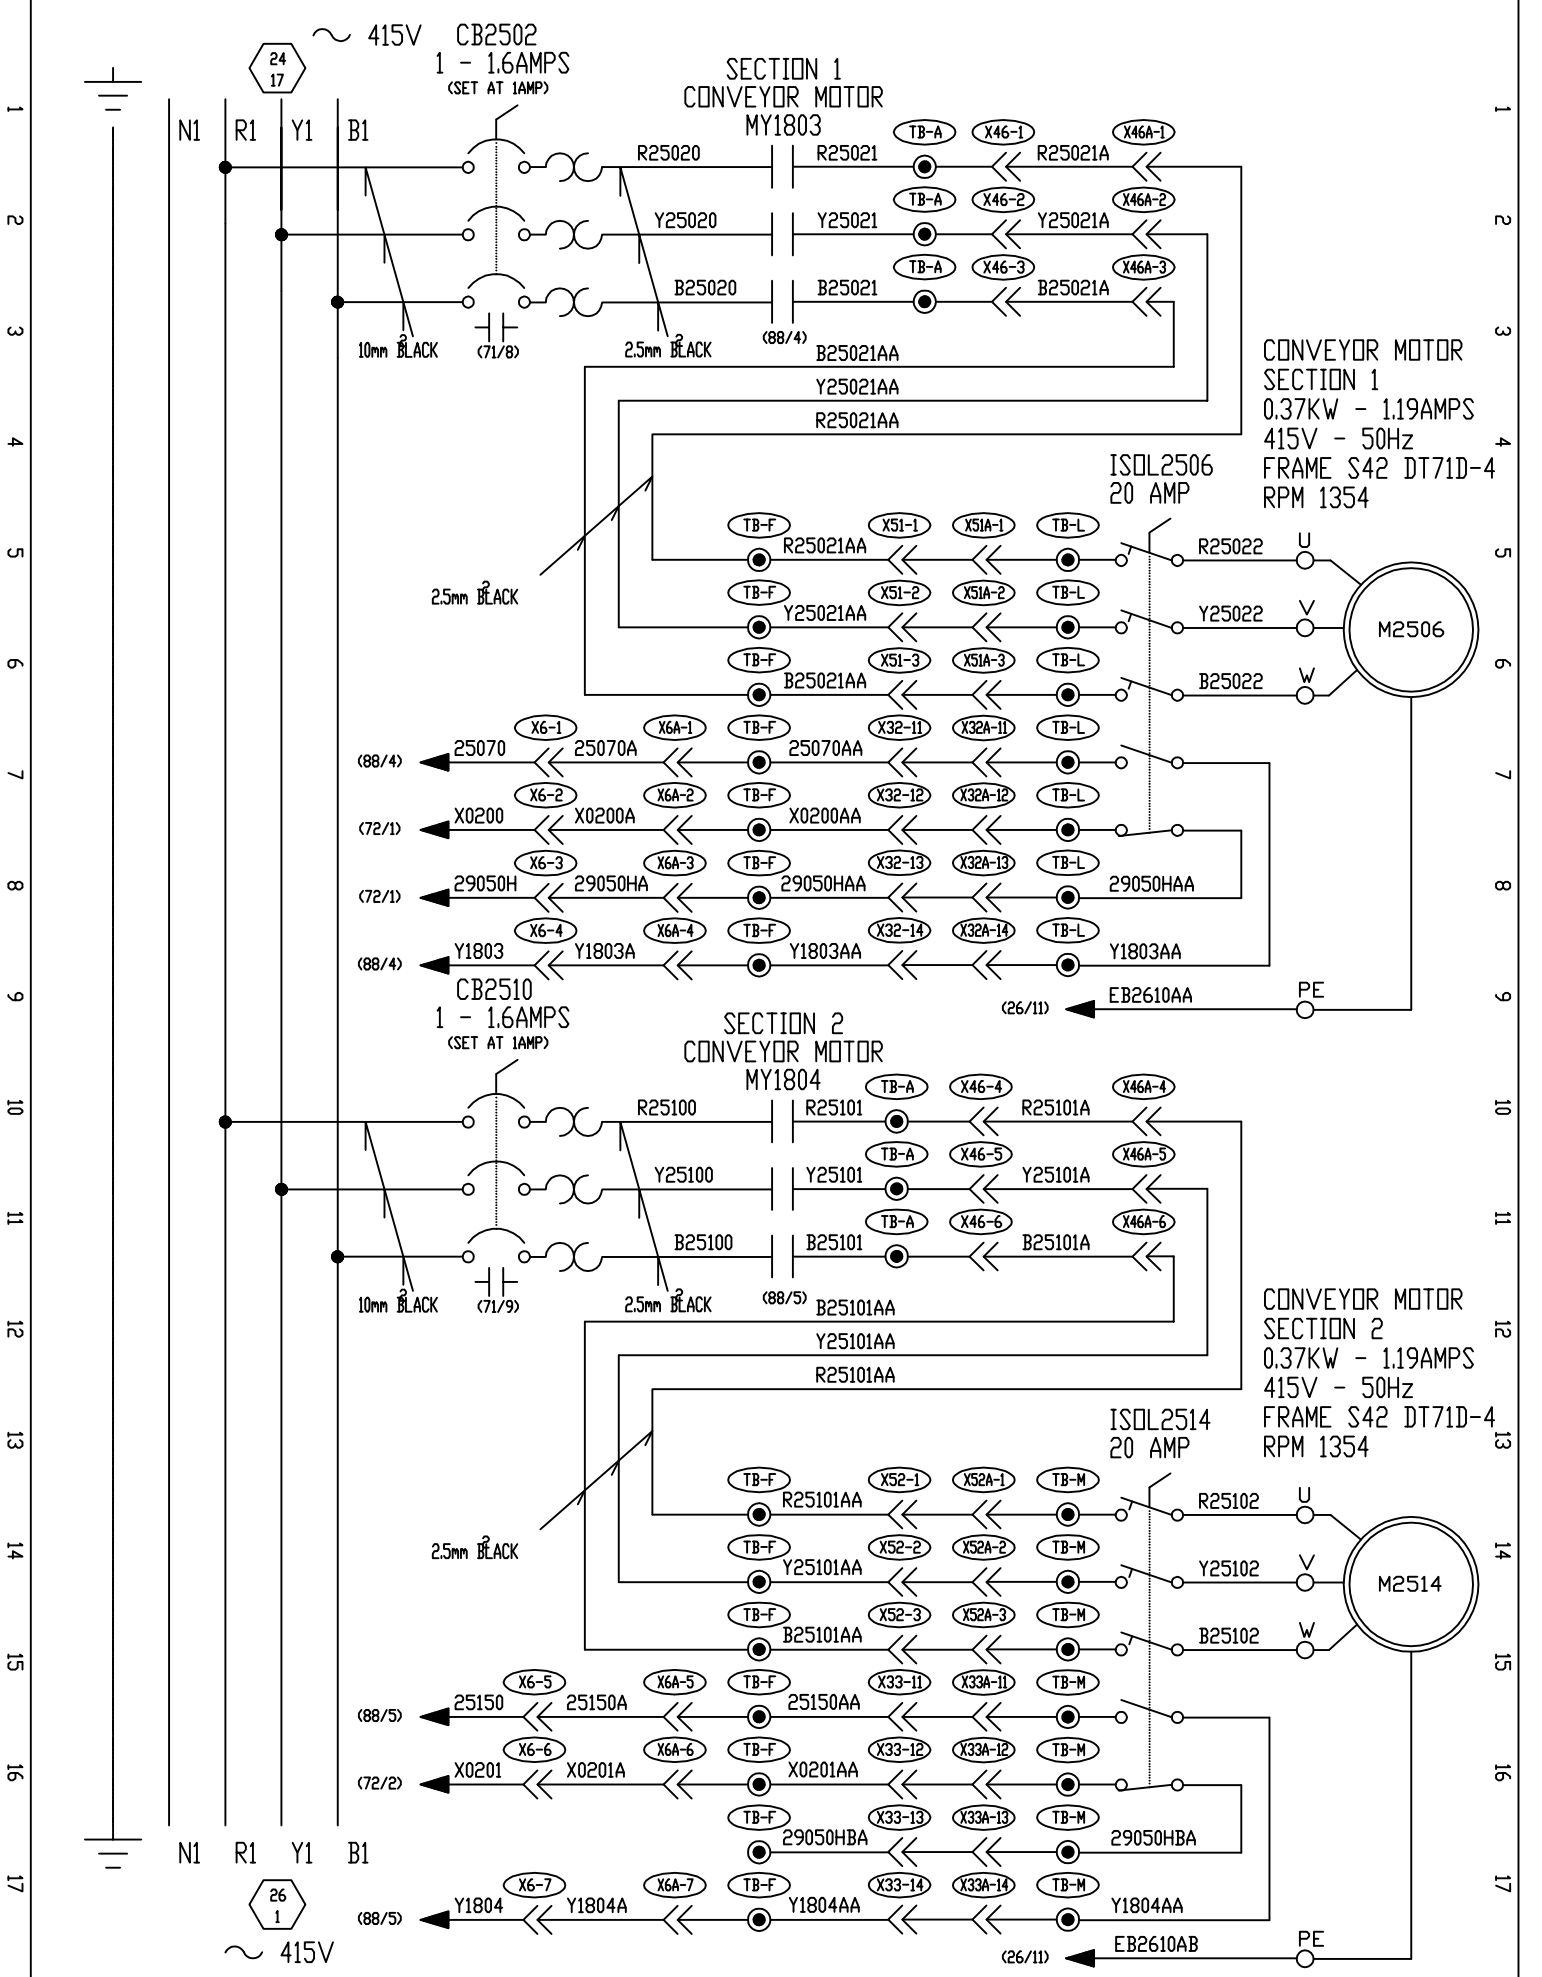 415V CB2502
24
17
1 - 1.6AMPS
(SET AT 1AMP)
SECTION 1
CONVEYOR MOTOR
MY1803
1 1
N1 R1 Y1 B1
TB-A X46-1 X46A-1
R25020 R25021 R25021A
TB-A X46-2 X46A-2
2 2
Y25020 Y25021 Y25021A
TB-A X46-3 X46A-3
B25020 B25021 B25021A
3 3
10mm² BLACK (71/8) 2.5mm² BLACK (88/4)
B25021AA
Y25021AA
R25021AA
CONVEYOR MOTOR
SECTION 1
0.37KW - 1.19AMPS
415V - 50Hz
FRAME S42 DT71D-4
RPM 1354
4 4
ISOL2506
20 AMP
TB-F X51-1 X51A-1 TB-L
R25021AA R25022 U
5 5
2.5mm² BLACK
TB-F X51-2 X51A-2 TB-L
Y25021AA Y25022 V
M2506
TB-F X51-3 X51A-3 TB-L
6 6
B25021AA B25022 W
X6-1 X6A-1 TB-F X32-11 X32A-11 TB-L
(88/4) 25070 25070A 25070AA
7 7
X6-2 X6A-2 TB-F X32-12 X32A-12 TB-L
(72/1) X0200 X0200A X0200AA
X6-3 X6A-3 TB-F X32-13 X32A-13 TB-L
8 8
(72/1) 29050H 29050HA 29050HAA 29050HAA
X6-4 X6A-4 TB-F X32-14 X32A-14 TB-L
(88/4) Y1803 Y1803A Y1803AA Y1803AA
9 9
(26/11) EB2610AA PE
CB2510
1 - 1.6AMPS
(SET AT 1AMP)
SECTION 2
CONVEYOR MOTOR
MY1804
TB-A X46-4 X46A-4
10 10
R25100 R25101 R25101A
TB-A X46-5 X46A-5
Y25100 Y25101 Y25101A
11 11
TB-A X46-6 X46A-6
B25100 B25101 B25101A
10mm² BLACK (71/9) 2.5mm² BLACK (88/5)
B25101AA
12 12
Y25101AA
R25101AA
CONVEYOR MOTOR
SECTION 2
0.37KW - 1.19AMPS
415V - 50Hz
FRAME S42 DT71D-4
RPM 1354
13 13
ISOL2514
20 AMP
TB-F X52-1 X52A-1 TB-M
R25101AA R25102 U
14 14
2.5mm² BLACK
TB-F X52-2 X52A-2 TB-M
Y25101AA Y25102 V
M2514
TB-F X52-3 X52A-3 TB-M
B25101AA B25102 W
15 15
X6-5 X6A-5 TB-F X33-11 X33A-11 TB-M
(88/5) 25150 25150A 25150AA
X6-6 X6A-6 TB-F X33-12 X33A-12 TB-M
16 16
(72/2) X0201 X0201A X0201AA
TB-F X33-13 X33A-13 TB-M
29050HBA 29050HBA
N1 R1 Y1 B1
17 17
X6-7 X6A-7 TB-F X33-14 X33A-14 TB-M
26
1
(88/5) Y1804 Y1804A Y1804AA Y1804AA
415V
(26/11) EB2610AB PE